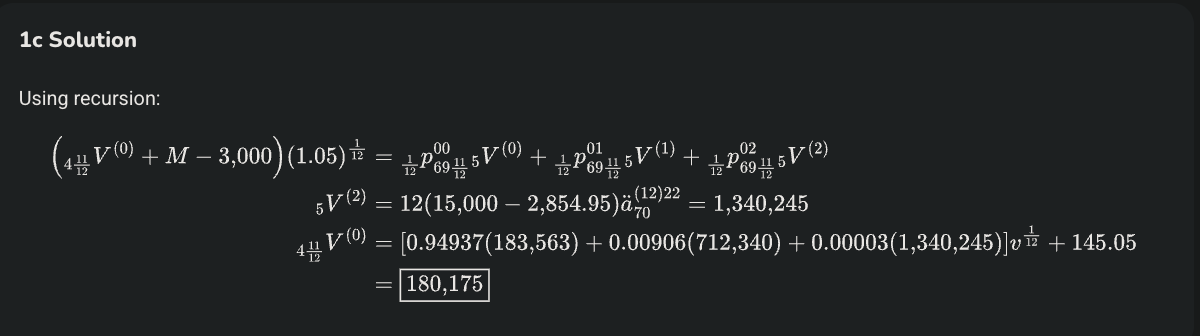 1c Solution
Using recursion:
$\left({}_{4\frac{11}{12}}V^{(0)} + M - 3{,}000\right)(1.05)^{\frac{1}{12}} = {}_{\frac{1}{12}}p^{00}_{69\frac{11}{12}}\,{}_{5}V^{(0)} + {}_{\frac{1}{12}}p^{01}_{69\frac{11}{12}}\,{}_{5}V^{(1)} + {}_{\frac{1}{12}}p^{02}_{69\frac{11}{12}}\,{}_{5}V^{(2)}$
${}_{5}V^{(2)} = 12(15{,}000 - 2{,}854.95)\ddot{a}^{(12)22}_{70} = 1{,}340{,}245$
${}_{4\frac{11}{12}}V^{(0)} = [0.94937(183{,}563) + 0.00906(712{,}340) + 0.00003(1{,}340{,}245)]v^{\frac{1}{12}} + 145.05$
$= \boxed{180{,}175}$